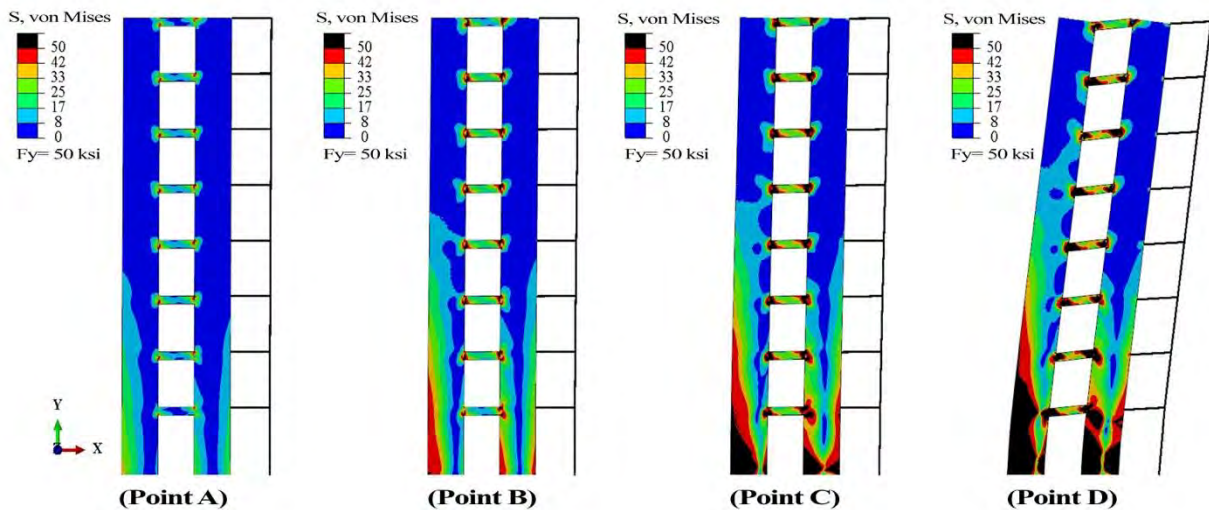 S, von Mises
50
42
33
25
17
8
0
Fy= 50 ksi
Y
Z
X
(Point A)
S, von Mises
50
42
33
25
17
8
0
Fy= 50 ksi
(Point B)
S, von Mises
50
42
33
25
17
8
0
Fy= 50 ksi
(Point C)
S, von Mises
50
42
33
25
17
8
0
Fy= 50 ksi
(Point D)